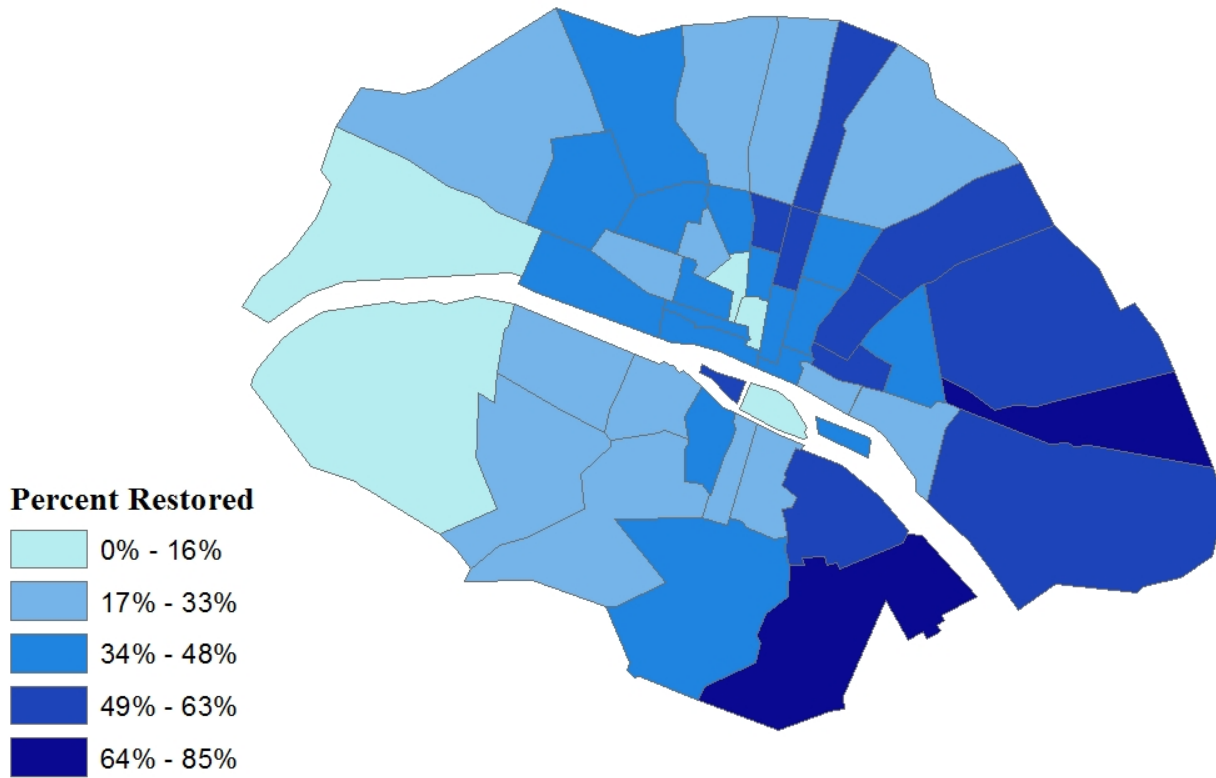 Percent Restored
0% - 16%
17% - 33%
34% - 48%
49% - 63%
64% - 85%